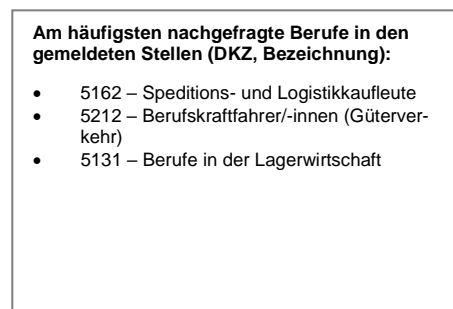 Am häufigsten nachgefragte Berufe in den
gemeldeten Stellen (DKZ, Bezeichnung):
• 5162 – Speditions- und Logistikkaufleute
• 5212 – Berufskraftfahrer/-innen (Güterver-
kehr)
• 5131 – Berufe in der Lagerwirtschaft